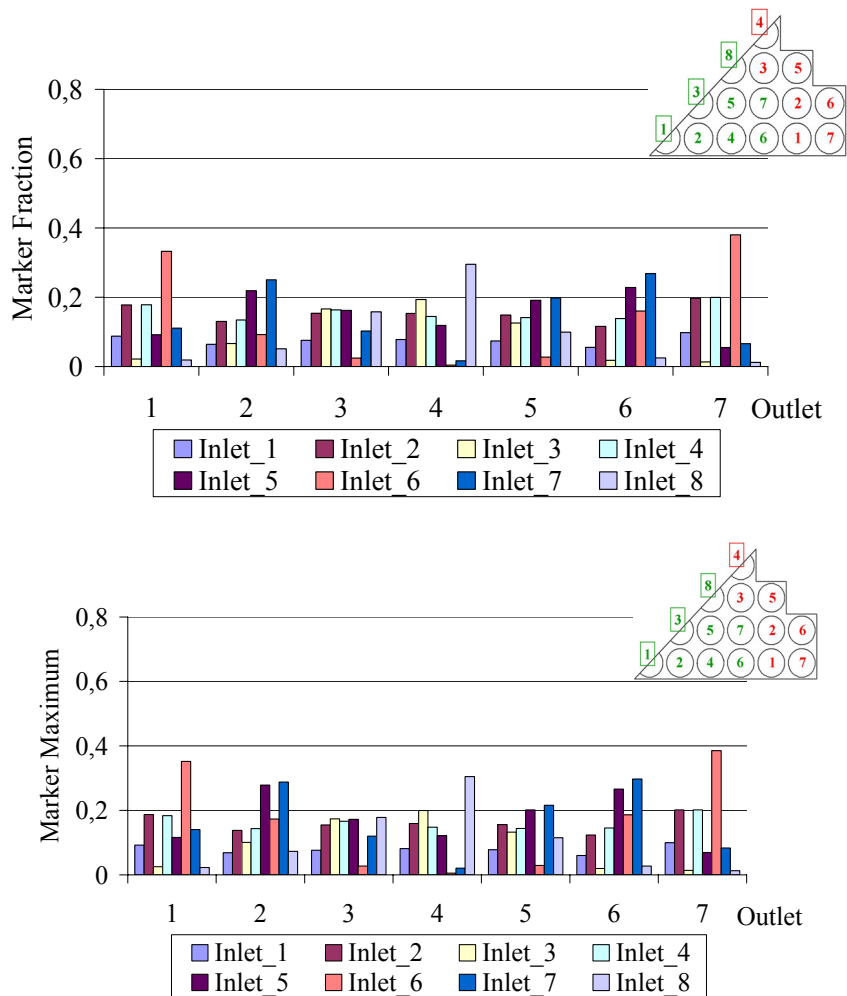 4
8 3 5
0,8
3 5 7 2 6
1 2 4 6 1 7
0,6
0,4
0,2
0
Marker Fraction
1 2 3 4 5 6 7 Outlet
Inlet_1 Inlet_2 Inlet_3 Inlet_4
Inlet_5 Inlet_6 Inlet_7 Inlet_8
4
8 3 5
0,8
3 5 7 2 6
1 2 4 6 1 7
0,6
0,4
0,2
0
Marker Maximum
1 2 3 4 5 6 7 Outlet
Inlet_1 Inlet_2 Inlet_3 Inlet_4
Inlet_5 Inlet_6 Inlet_7 Inlet_8